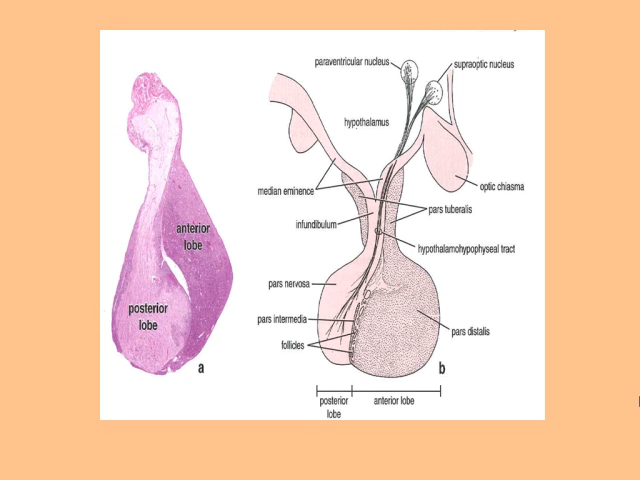 anterior
lobe
posterior
lobe
a
paraventricular nucleus
supraoptic nucleus
hypothalamus
median eminence
optic chiasma
pars tuberalis
infundibulum
hypothalamohypophyseal tract
pars nervosa
pars intermedia
pars distalis
follicles
b
posterior
lobe
anterior lobe